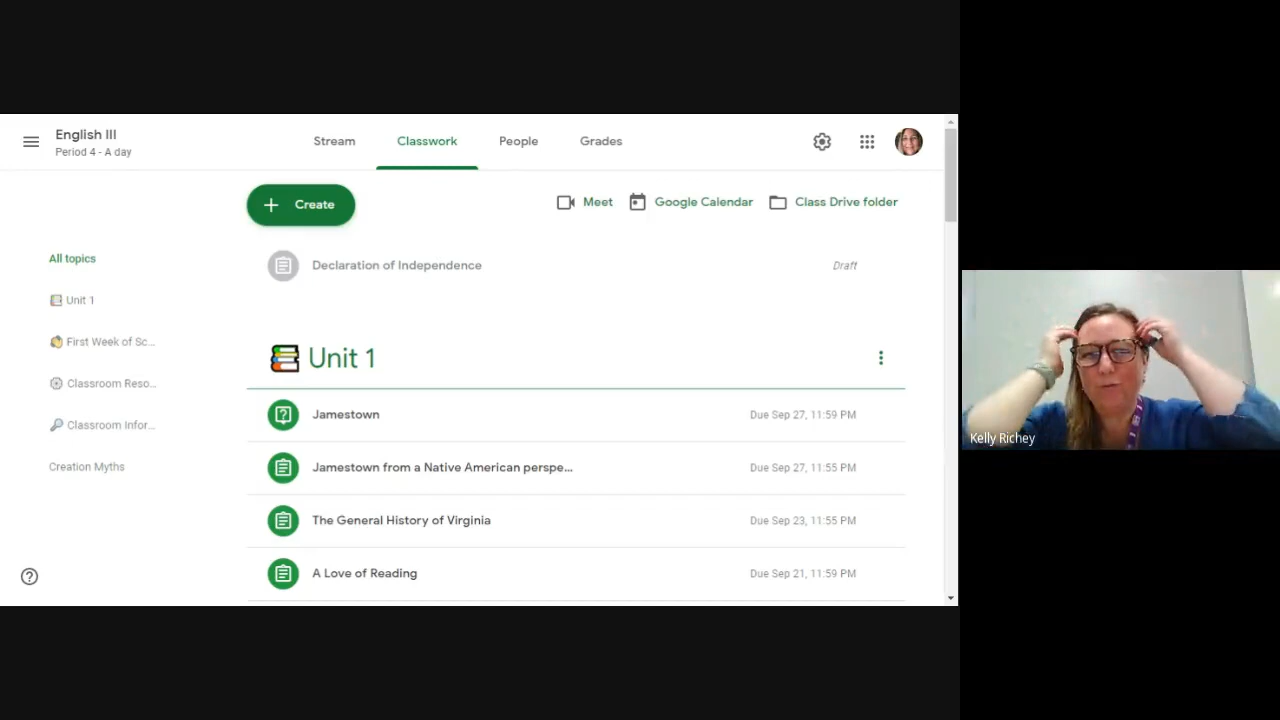 English III
Period 4 - A day
Stream
Classwork
People
Grades
Create
Meet
Google Calendar
Class Drive folder
All topics
Unit 1
First Week of Sc...
Classroom Reso...
Classroom Infor...
Creation Myths
Declaration of Independence
Draft
Unit 1
Jamestown
Due Sep 27, 11:59 PM
Jamestown from a Native American perspe...
Due Sep 27, 11:55 PM
The General History of Virginia
Due Sep 23, 11:55 PM
A Love of Reading
Due Sep 21, 11:59 PM
Kelly Richey